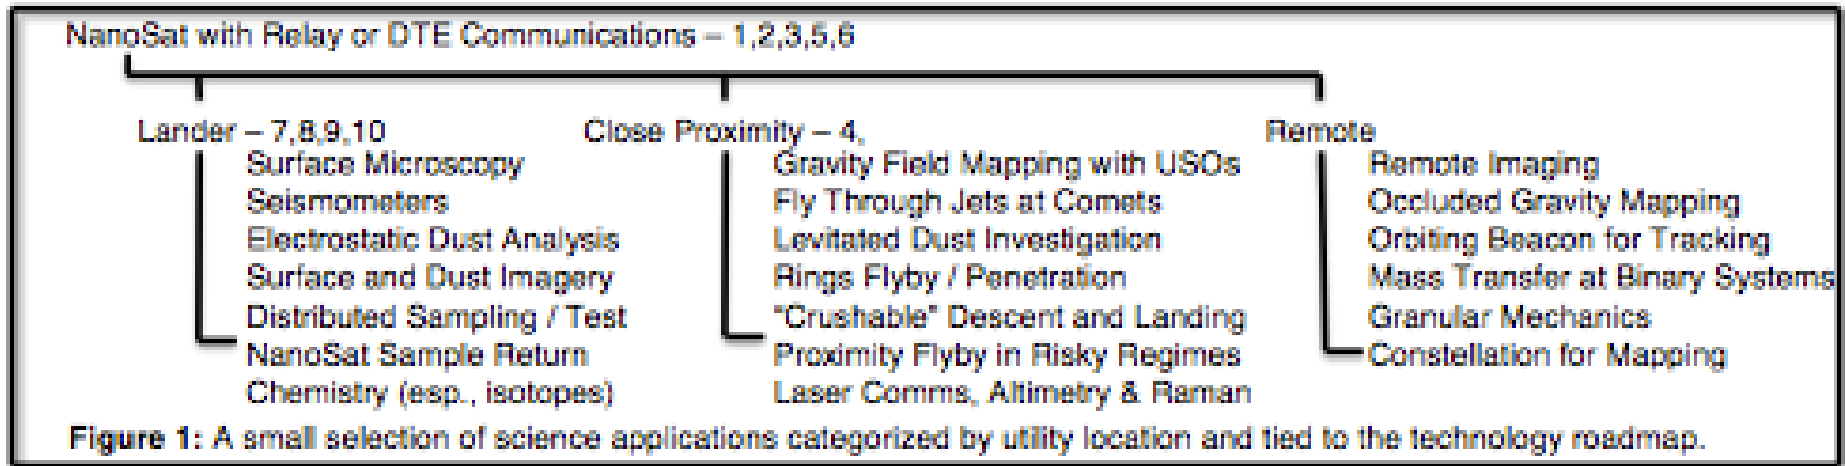 NanoSat with Relay or DTE Communications – 1,2,3,5,6
Lander – 7,8,9,10
Surface Microscopy
Seismometers
Electrostatic Dust Analysis
Surface and Dust Imagery
Distributed Sampling / Test
NanoSat Sample Return
Chemistry (esp., isotopes)
Close Proximity – 4,
Gravity Field Mapping with USOs
Fly Through Jets at Comets
Levitated Dust Investigation
Rings Flyby / Penetration
"Crushable" Descent and Landing
Proximity Flyby in Risky Regimes
Laser Comms, Altimetry & Raman
Remote
Remote Imaging
Occluded Gravity Mapping
Orbiting Beacon for Tracking
Mass Transfer at Binary Systems
Granular Mechanics
Constellation for Mapping
Figure 1: A small selection of science applications categorized by utility location and tied to the technology roadmap.